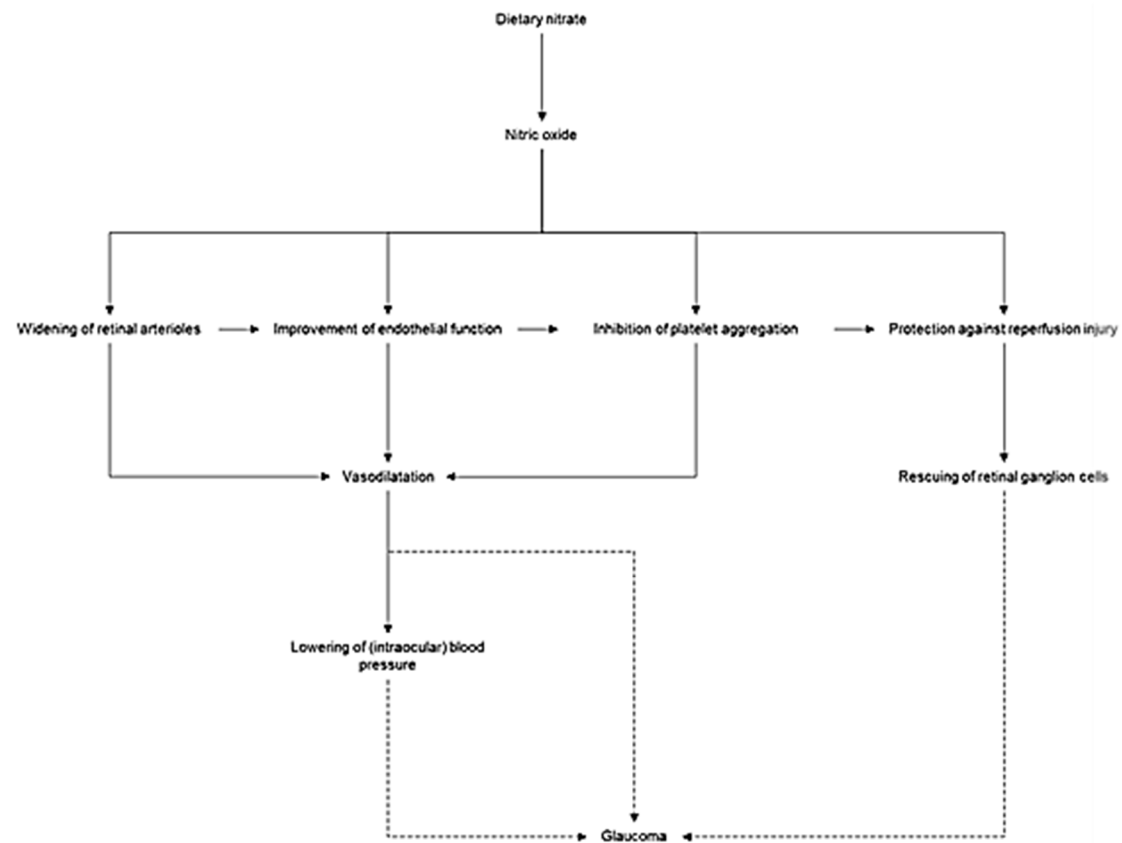 Dietary nitrate
Nitric oxide
Widening of retinal arterioles
Improvement of endothelial function
Inhibition of platelet aggregation
Protection against reperfusion injury
Vasodilatation
Rescuing of retinal ganglion cells
Lowering of (intraocular) blood
pressure
Glaucoma